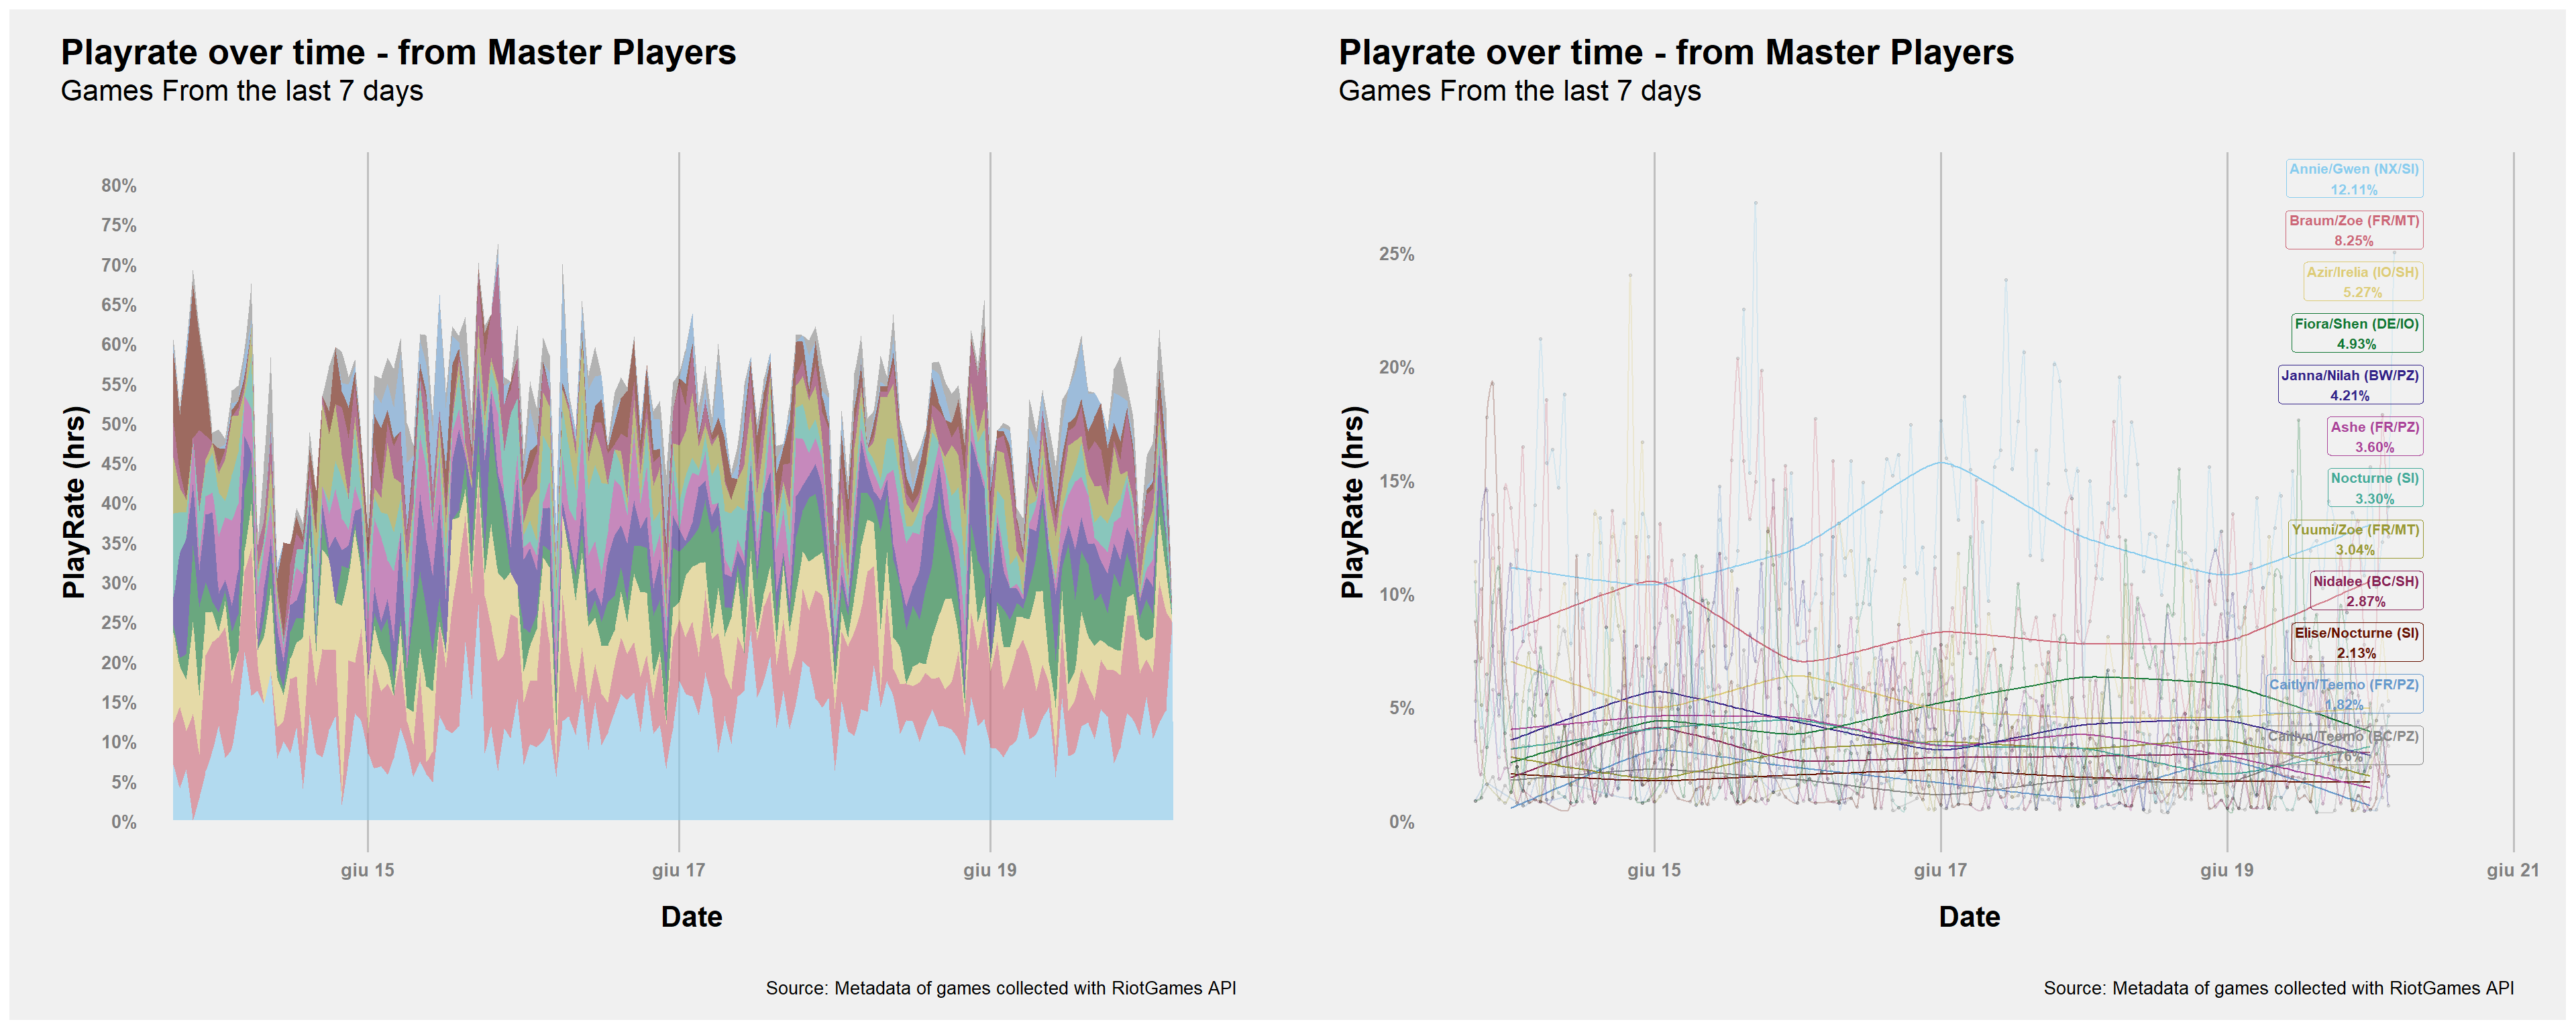 Playrate over time - from Master Players
Games From the last 7 days
80%
75%
70%
65%
60%
55%
50%
45%
40%
35%
30%
25%
20%
15%
10%
5%
0%
PlayRate (hrs)
giu 15
giu 17
giu 19
Date
Source: Metadata of games collected with RiotGames API
Playrate over time - from Master Players
Games From the last 7 days
25%
20%
15%
10%
5%
0%
PlayRate (hrs)
Annie/Gwen (NX/SI)
12.11%
Braum/Zoe (FR/MT)
8.25%
Azir/Irelia (IO/SH)
5.27%
Fiora/Shen (DE/IO)
4.93%
Janna/Nilah (BW/PZ)
4.21%
Ashe (FR/PZ)
3.60%
Nocturne (SI)
3.30%
Yuumi/Zoe (FR/MT)
3.04%
Nidalee (BC/SH)
2.87%
Elise/Nocturne (SI)
2.13%
Caitlyn/Teemo (FR/PZ)
1.82%
Caitlyn/Teemo (BC/PZ)
1.76%
giu 15
giu 17
giu 19
giu 21
Date
Source: Metadata of games collected with RiotGames API